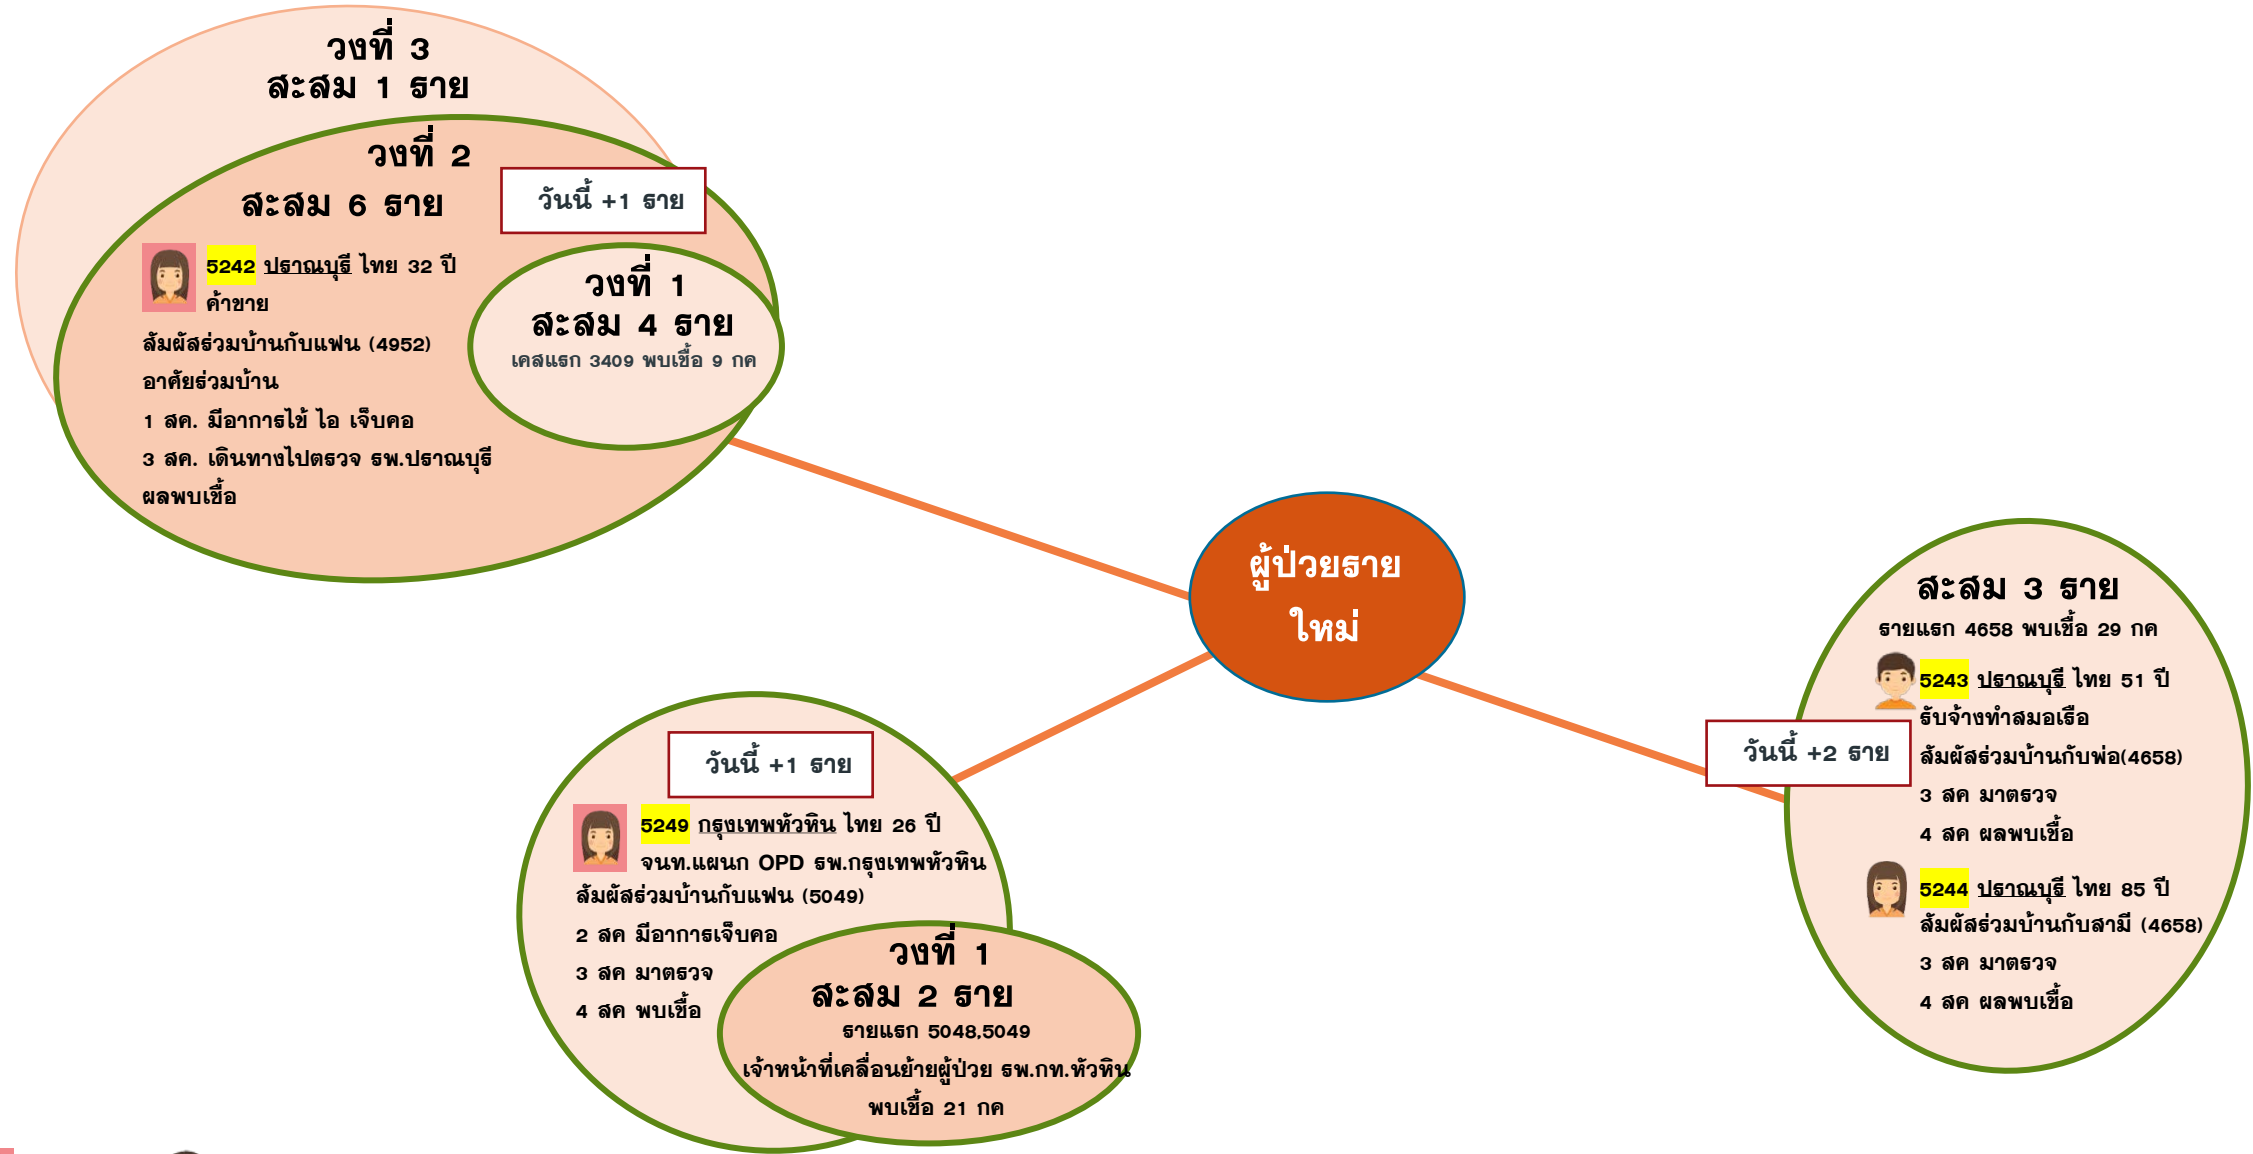 วงที่ 3
สะสม 1 ราย
วงที่ 2
สะสม 6 ราย
วันนี้ +1 ราย
5242 ปราณบุรี ไทย 32 ปี
ค้าขาย
สัมผัสร่วมบ้านกับแฟน (4952)
อาศัยร่วมบ้าน
1 สค. มีอาการไข้ ไอ เจ็บคอ
3 สค. เดินทางไปตรวจ รพ.ปราณบุรี
ผลพบเชื้อ
วงที่ 1
สะสม 4 ราย
เคสแรก 3409 พบเชื้อ 9 กค
ผู้ป่วยราย
ใหม่
วันนี้ +1 ราย
5249 กรุงเทพหัวหิน ไทย 26 ปี
จนท.แผนก OPD รพ.กรุงเทพหัวหิน
สัมผัสร่วมบ้านกับแฟน (5049)
2 สค มีอาการเจ็บคอ
3 สค มาตรวจ
4 สค พบเชื้อ
วงที่ 1
สะสม 2 ราย
รายแรก 5048,5049
เจ้าหน้าที่เคลื่อนย้ายผู้ป่วย รพ.กท.หัวหิน
พบเชื้อ 21 กค
สะสม 3 ราย
รายแรก 4658 พบเชื้อ 29 กค
5243 ปราณบุรี ไทย 51 ปี
รับจ้างทำสมอเรือ
วันนี้ +2 ราย
สัมผัสร่วมบ้านกับพ่อ(4658)
3 สค มาตรวจ
4 สค ผลพบเชื้อ
5244 ปราณบุรี ไทย 85 ปี
สัมผัสร่วมบ้านกับสามี (4658)
3 สค มาตรวจ
4 สค ผลพบเชื้อ